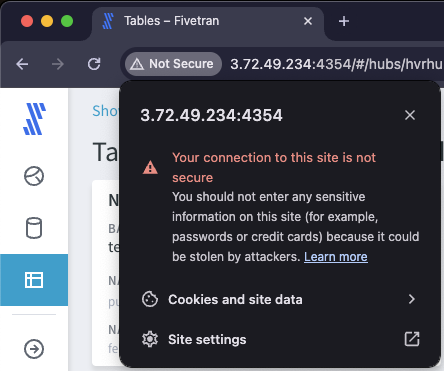 Tables – Fivetran
Not Secure 3.72.49.234:4354/#/hubs/hvrhu
Sho
3.72.49.234:4354
Ta
Your connection to this site is not
secure
You should not enter any sensitive
information on this site (for example,
passwords or credit cards) because it could
be stolen by attackers. Learn more
N
BA
te
NA
pu
Cookies and site data
NA
fe
Site settings